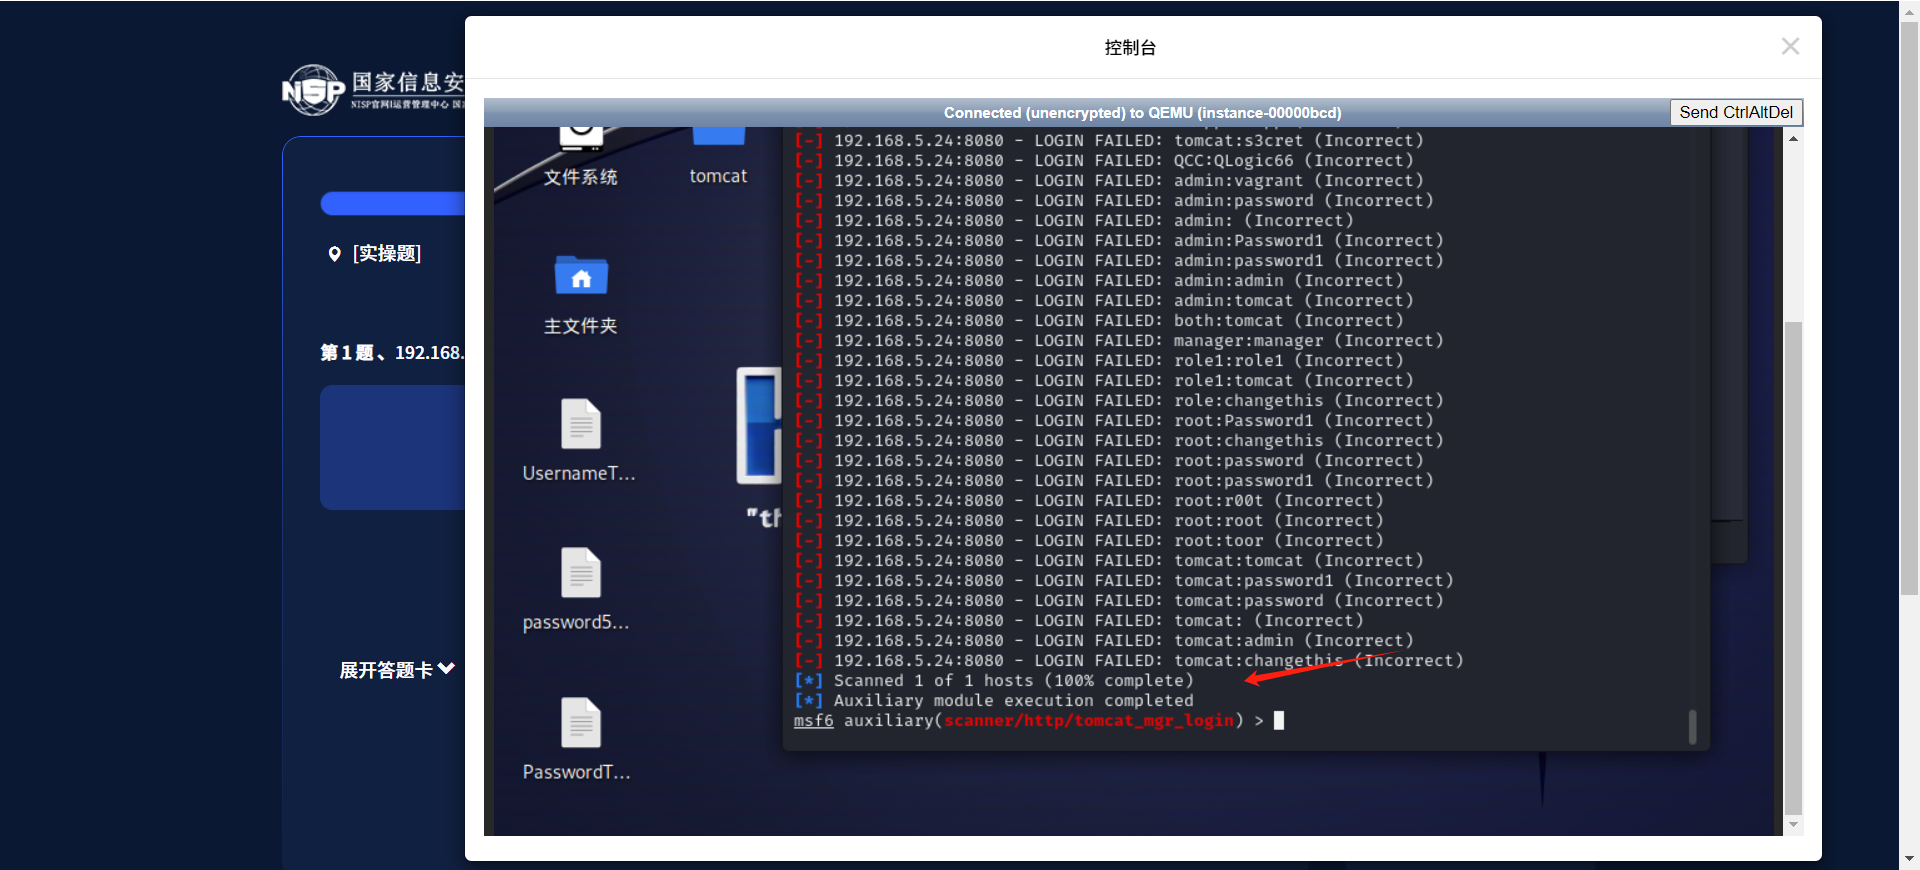 控制台
Connected (unencrypted) to QEMU (instance-00000bcd)
Send CtrlAltDel
NISP
国家信息安
NISP官网|运营管理中心
[实操题]
第1题、192.168.
展开答题卡
文件系统
tomcat
主文件夹
UsernameT...
password5...
PasswordT...
"th
[-] 192.168.5.24:8080 - LOGIN FAILED: tomcat:s3cret (Incorrect)
[-] 192.168.5.24:8080 - LOGIN FAILED: QCC:QLogic66 (Incorrect)
[-] 192.168.5.24:8080 - LOGIN FAILED: admin:vagrant (Incorrect)
[-] 192.168.5.24:8080 - LOGIN FAILED: admin:password (Incorrect)
[-] 192.168.5.24:8080 - LOGIN FAILED: admin: (Incorrect)
[-] 192.168.5.24:8080 - LOGIN FAILED: admin:Password1 (Incorrect)
[-] 192.168.5.24:8080 - LOGIN FAILED: admin:password1 (Incorrect)
[-] 192.168.5.24:8080 - LOGIN FAILED: admin:admin (Incorrect)
[-] 192.168.5.24:8080 - LOGIN FAILED: admin:tomcat (Incorrect)
[-] 192.168.5.24:8080 - LOGIN FAILED: both:tomcat (Incorrect)
[-] 192.168.5.24:8080 - LOGIN FAILED: manager:manager (Incorrect)
[-] 192.168.5.24:8080 - LOGIN FAILED: role1:role1 (Incorrect)
[-] 192.168.5.24:8080 - LOGIN FAILED: role1:tomcat (Incorrect)
[-] 192.168.5.24:8080 - LOGIN FAILED: role:changethis (Incorrect)
[-] 192.168.5.24:8080 - LOGIN FAILED: root:Password1 (Incorrect)
[-] 192.168.5.24:8080 - LOGIN FAILED: root:changethis (Incorrect)
[-] 192.168.5.24:8080 - LOGIN FAILED: root:password (Incorrect)
[-] 192.168.5.24:8080 - LOGIN FAILED: root:password1 (Incorrect)
[-] 192.168.5.24:8080 - LOGIN FAILED: root:r00t (Incorrect)
[-] 192.168.5.24:8080 - LOGIN FAILED: root:root (Incorrect)
[-] 192.168.5.24:8080 - LOGIN FAILED: root:toor (Incorrect)
[-] 192.168.5.24:8080 - LOGIN FAILED: tomcat:tomcat (Incorrect)
[-] 192.168.5.24:8080 - LOGIN FAILED: tomcat:password1 (Incorrect)
[-] 192.168.5.24:8080 - LOGIN FAILED: tomcat:password (Incorrect)
[-] 192.168.5.24:8080 - LOGIN FAILED: tomcat: (Incorrect)
[-] 192.168.5.24:8080 - LOGIN FAILED: tomcat:admin (Incorrect)
[-] 192.168.5.24:8080 - LOGIN FAILED: tomcat:changethis (Incorrect)
[*] Scanned 1 of 1 hosts (100% complete)
[*] Auxiliary module execution completed
msf6 auxiliary(scanner/http/tomcat_mgr_login) >